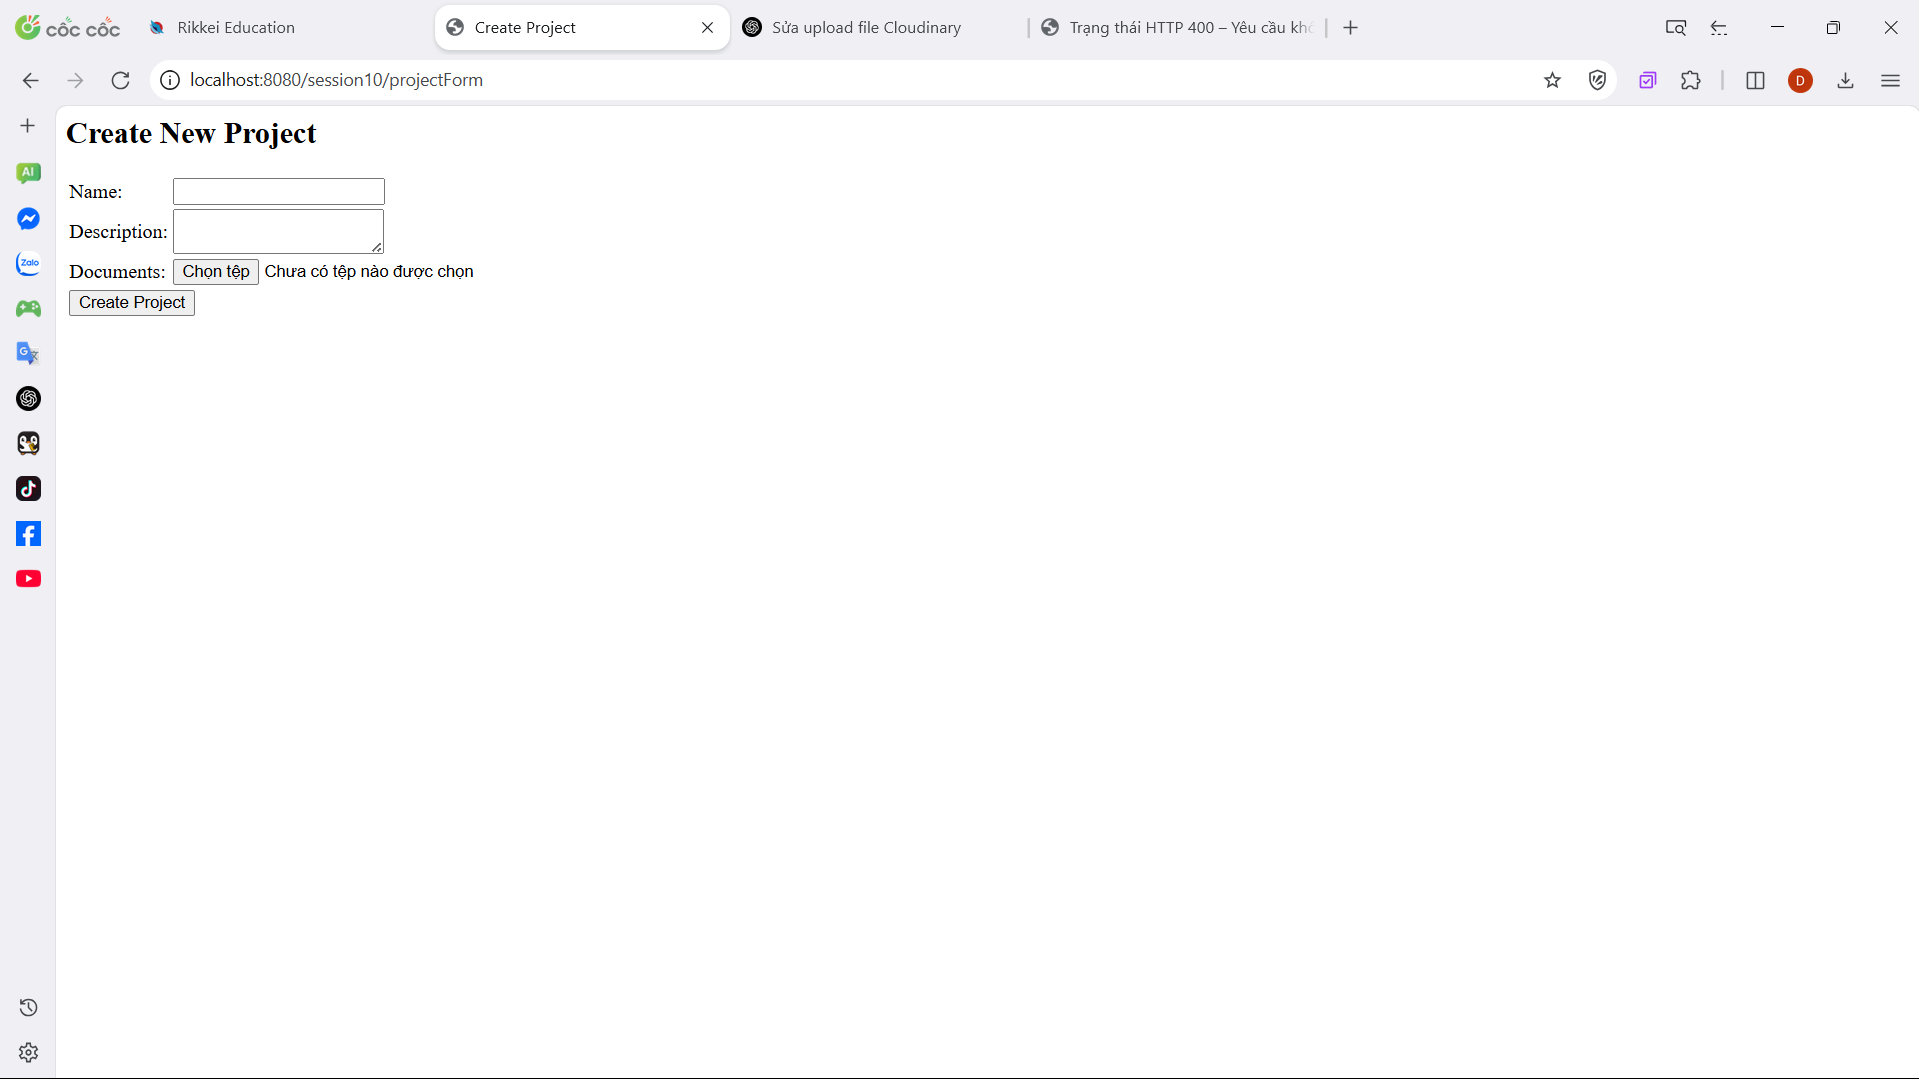 cốc cốc
Rikkei Education
Create Project
Sửa upload file Cloudinary
Trạng thái HTTP 400 – Yêu cầu
localhost:8080/session10/projectForm
D
AI
Zalo
G
Create New Project
Name:
Description:
Documents: Chọn tệp Chưa có tệp nào được chọn
Create Project